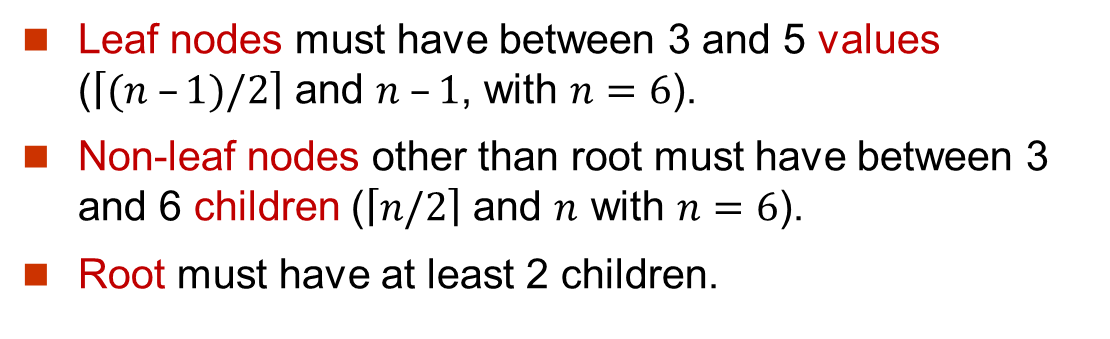 ■ Leaf nodes must have between 3 and 5 values
(⌈(n – 1)/2⌉ and n – 1, with n = 6).
■ Non-leaf nodes other than root must have between 3
and 6 children (⌈n/2⌉ and n with n = 6).
■ Root must have at least 2 children.